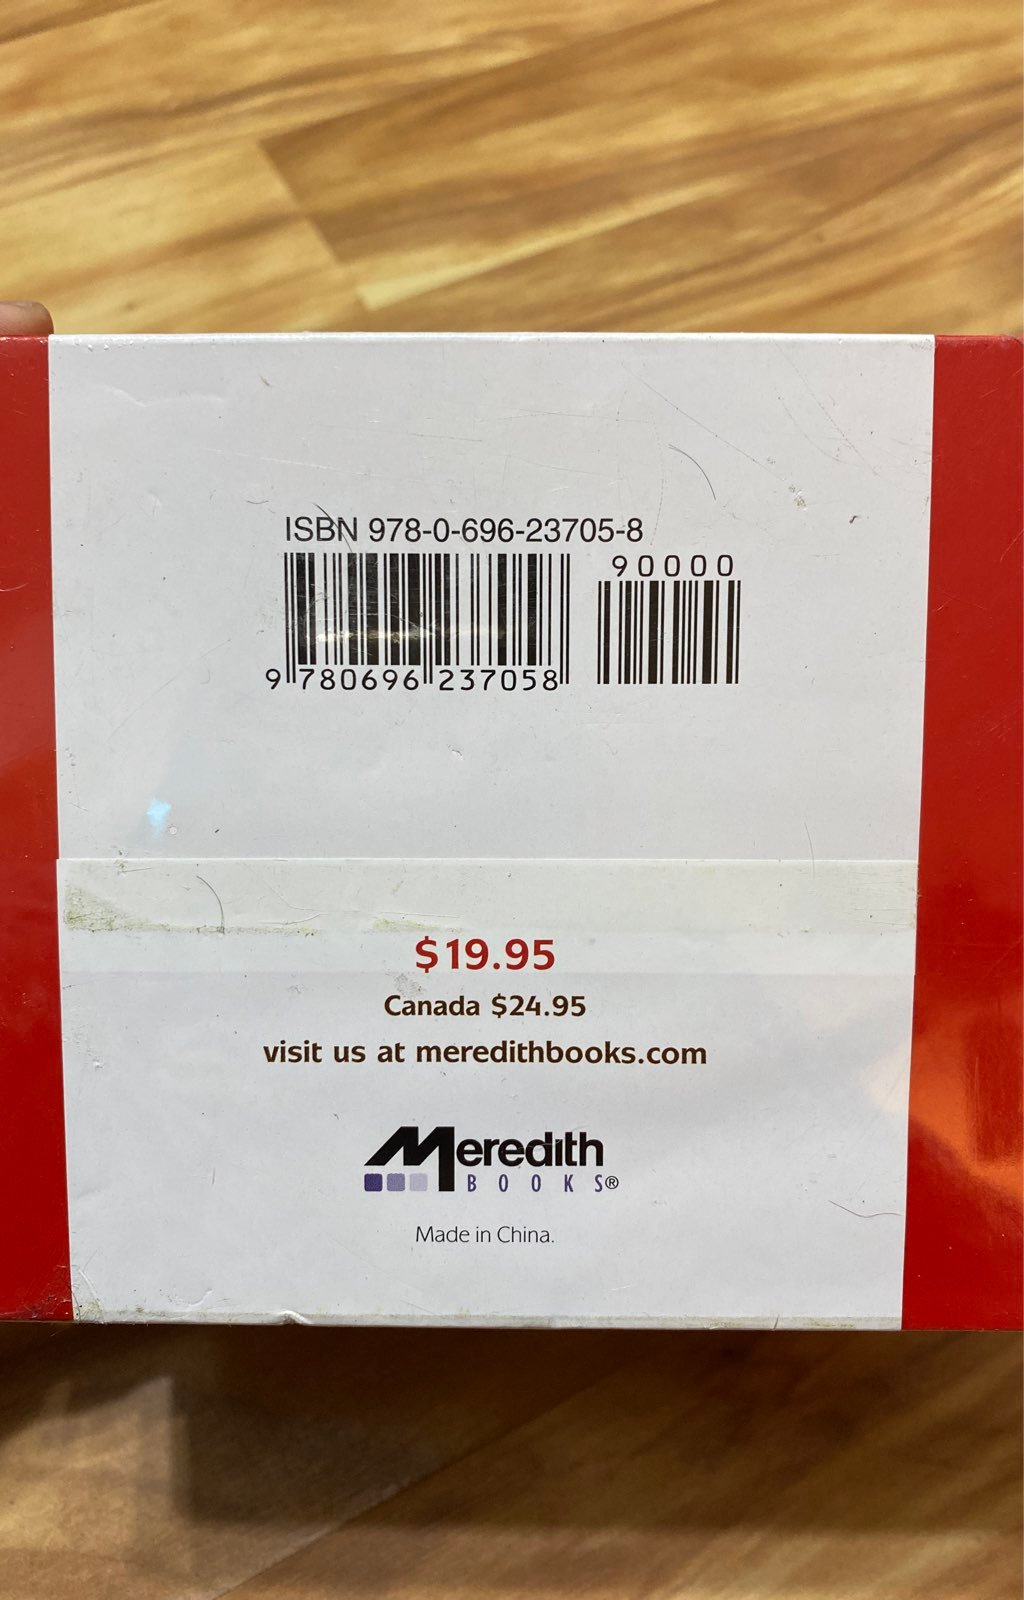 ISBN 978-0-696-23705-8
90000
9 780696 237058
$19.95
Canada $24.95
visit us at meredithbooks.com
Meredith
BOOKS®
Made in China.